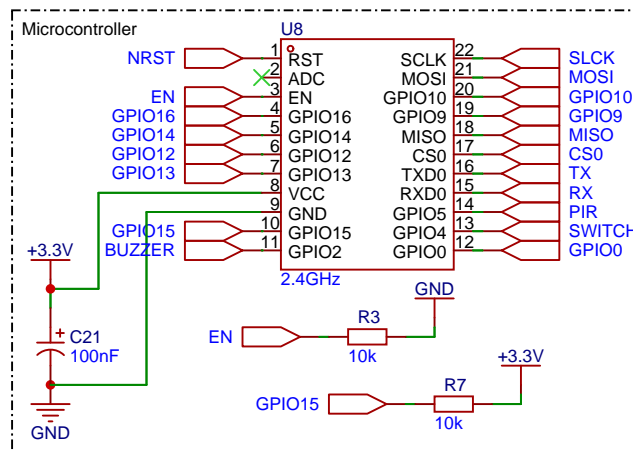 Microcontroller
U8
NRST 1 RST SCLK 22 SLCK
2 ADC MOSI 21 MOSI
EN 3 EN GPIO10 20 GPIO10
GPIO16 4 GPIO16 GPIO9 19 GPIO9
GPIO14 5 GPIO14 MISO 18 MISO
GPIO12 6 GPIO12 CS0 17 CS0
GPIO13 7 GPIO13 TXD0 16 TX
8 VCC RXD0 15 RX
9 GND GPIO5 14 PIR
GPIO15 10 GPIO15 GPIO4 13 SWITCH
BUZZER 11 GPIO2 GPIO0 12 GPIO0
2.4GHz
+3.3V
+
C21
100nF
GND
GND
EN R3
10k
+3.3V
GPIO15 R7
10k